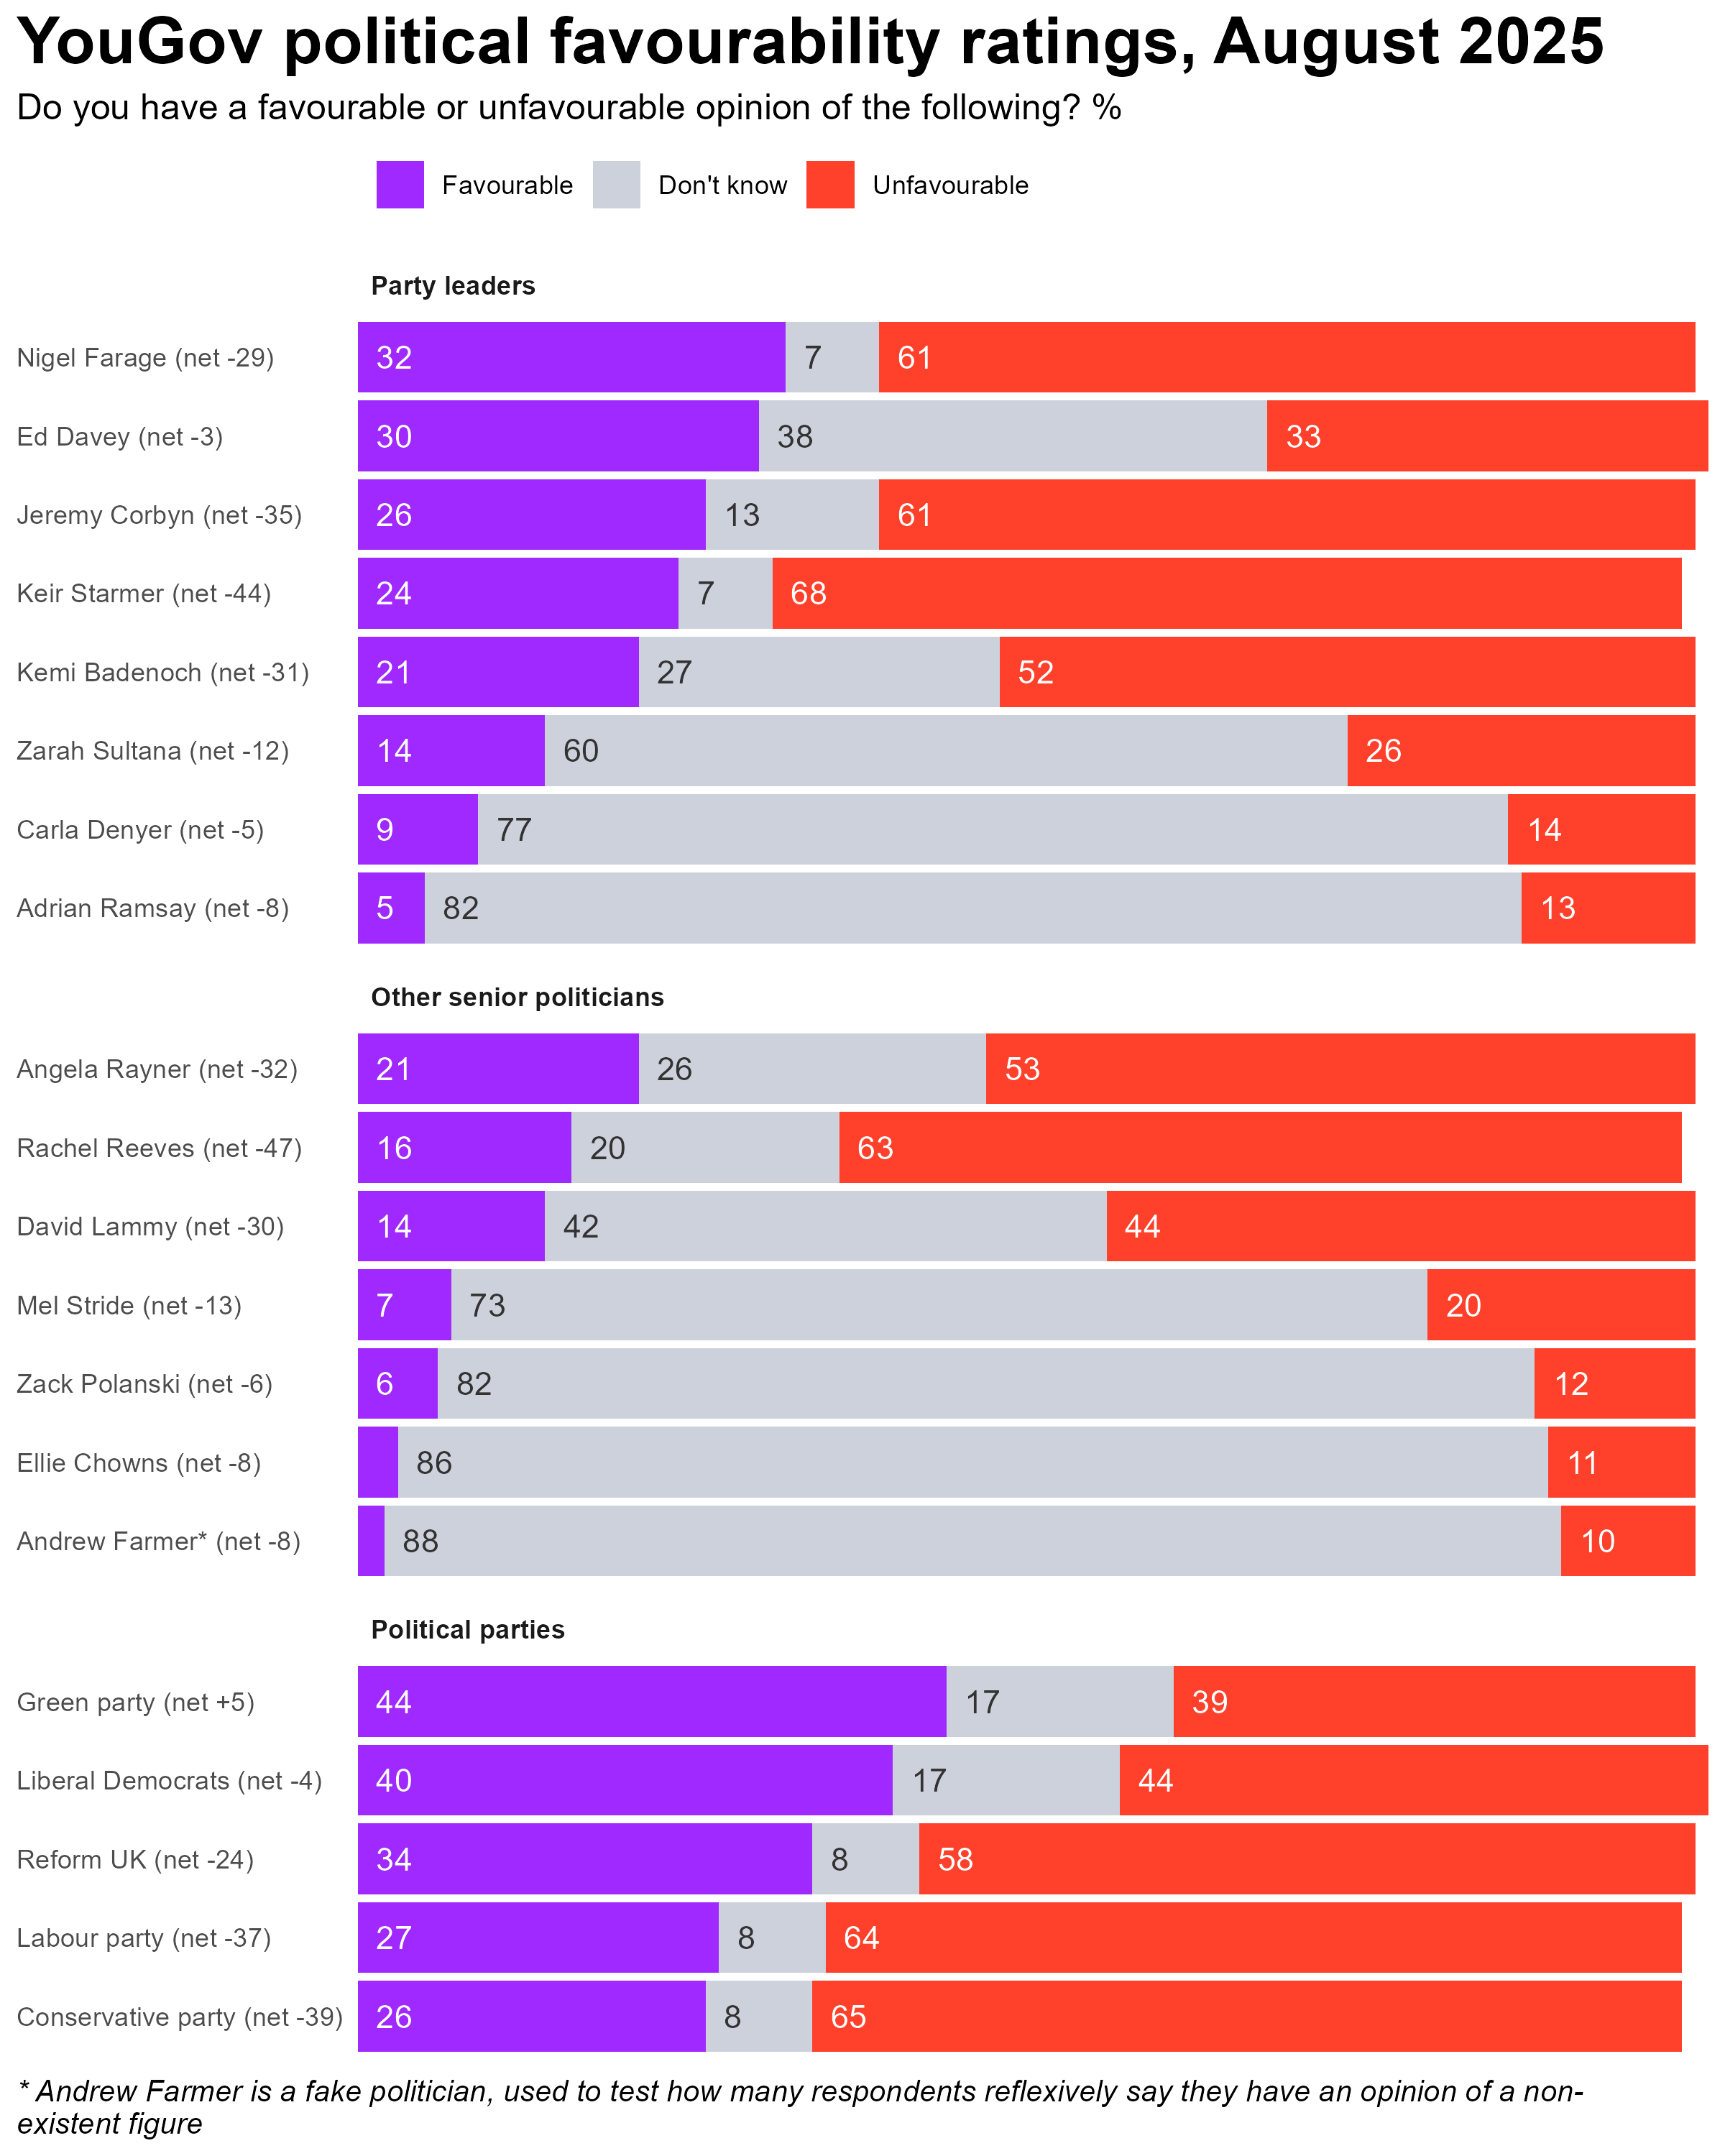 YouGov political favourability ratings, August 2025
Do you have a favourable or unfavourable opinion of the following? %
Favourable Don't know Unfavourable
Party leaders
Nigel Farage (net -29) 32 7 61
Ed Davey (net -3) 30 38 33
Jeremy Corbyn (net -35) 26 13 61
Keir Starmer (net -44) 24 7 68
Kemi Badenoch (net -31) 21 27 52
Zarah Sultana (net -12) 14 60 26
Carla Denyer (net -5) 9 77 14
Adrian Ramsay (net -8) 5 82 13
Other senior politicians
Angela Rayner (net -32) 21 26 53
Rachel Reeves (net -47) 16 20 63
David Lammy (net -30) 14 42 44
Mel Stride (net -13) 7 73 20
Zack Polanski (net -6) 6 82 12
Ellie Chowns (net -8) 86 11
Andrew Farmer* (net -8) 88 10
Political parties
Green party (net +5) 44 17 39
Liberal Democrats (net -4) 40 17 44
Reform UK (net -24) 34 8 58
Labour party (net -37) 27 8 64
Conservative party (net -39) 26 8 65
* Andrew Farmer is a fake politician, used to test how many respondents reflexively say they have an opinion of a non-
existent figure